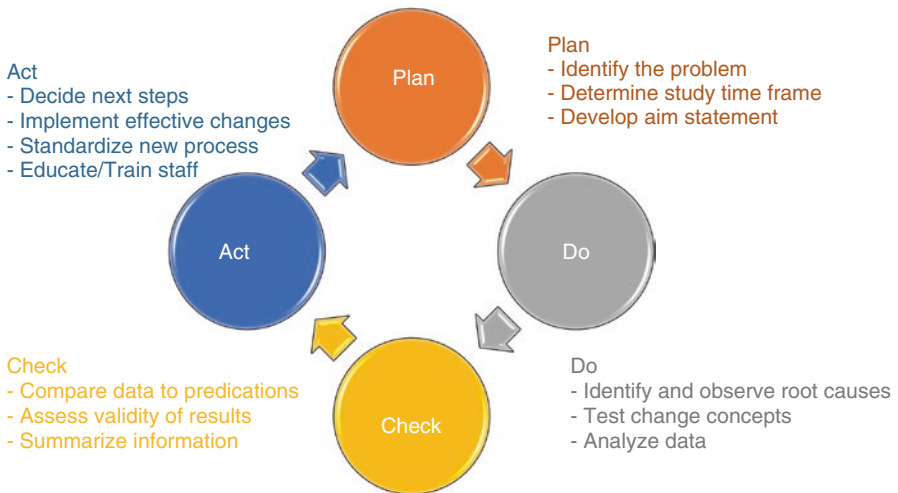 Plan
Plan
- Identify the problem
- Determine study time frame
- Develop aim statement
Act
- Decide next steps
- Implement effective changes
- Standardize new process
- Educate/Train staff
Act
Do
Check
- Compare data to predications
- Assess validity of results
- Summarize information
Check
Do
- Identify and observe root causes
- Test change concepts
- Analyze data